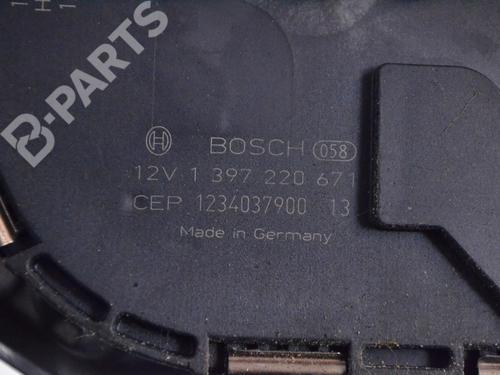 B-PARTS
BOSCH 058
12V 1 397 220 671
CEP 1234037900 13
Made in Germany